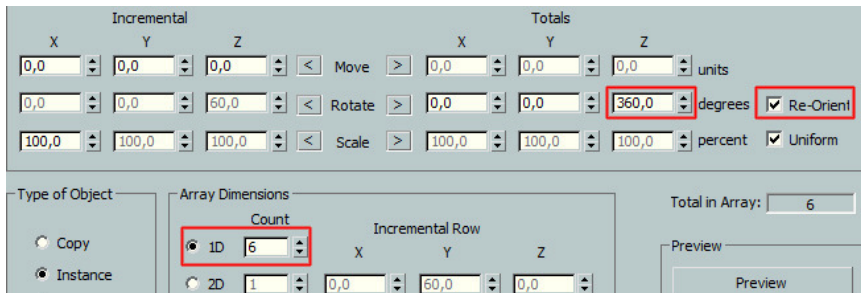 Incremental Totals
X Y Z X Y Z
0,0 0,0 0,0 < Move > 0,0 0,0 0,0 units
0,0 0,0 60,0 < Rotate > 0,0 0,0 360,0 degrees Re-Orient
100,0 100,0 100,0 < Scale > 100,0 100,0 100,0 percent Uniform
Type of Object Array Dimensions Total in Array: 6
Count Incremental Row
Copy 1D 6 X Y Z Preview
Instance 2D 1 0,0 60,0 0,0 Preview